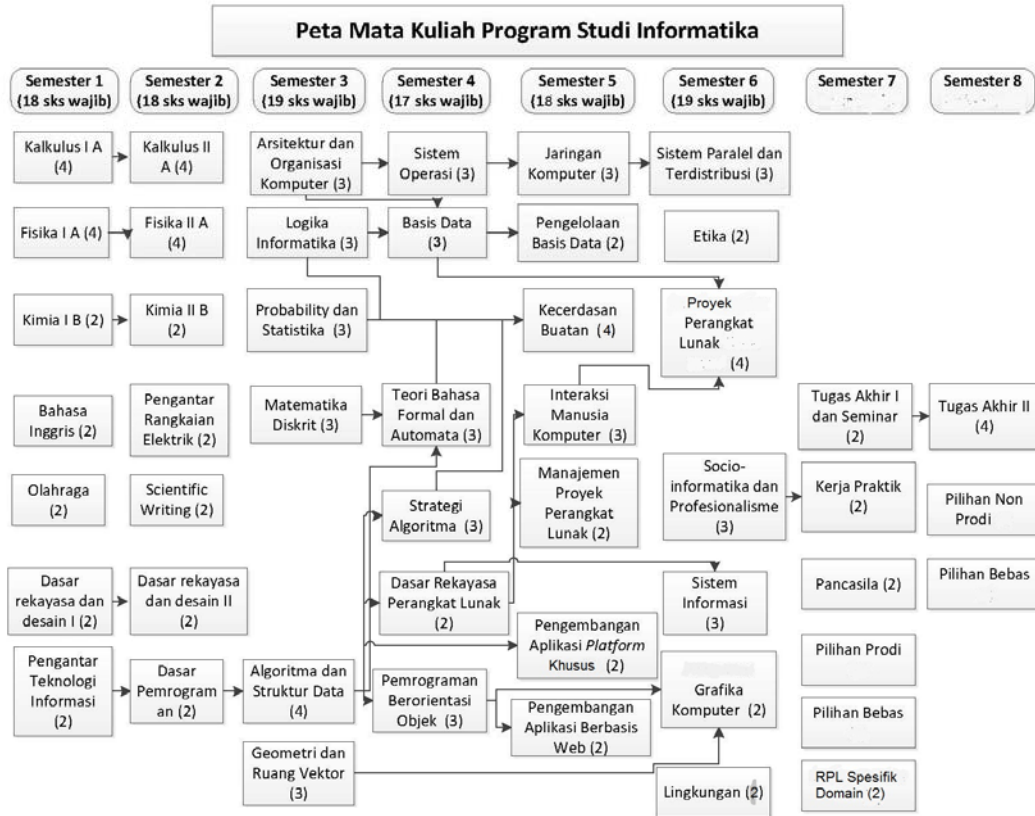 Peta Mata Kuliah Program Studi Informatika
Semester 1
(18 sks wajib)
Semester 2
(18 sks wajib)
Semester 3
(19 sks wajib)
Semester 4
(17 sks wajib)
Semester 5
(18 sks wajib)
Semester 6
(19 sks wajib)
Semester 7
Semester 8
Kalkulus I A
(4)
Kalkulus II
A (4)
Arsitektur dan
Organisasi
Komputer (3)
Sistem
Operasi (3)
Jaringan
Komputer (3)
Sistem Paralel dan
Terdistribusi (3)
Fisika I A (4)
Fisika II A
(4)
Logika
Informatika (3)
Basis Data
(3)
Pengelolaan
Basis Data (2)
Etika (2)
Kimia I B (2)
Kimia II B
(2)
Probability dan
Statistika (3)
Kecerdasan
Buatan (4)
Proyek
Perangkat
Lunak
(4)
Bahasa
Inggris (2)
Pengantar
Rangkaian
Elektrik (2)
Matematika
Diskrit (3)
Teori Bahasa
Formal dan
Automata (3)
Interaksi
Manusia
Komputer (3)
Tugas Akhir I
dan Seminar
(2)
Tugas Akhir II
(4)
Olahraga
(2)
Scientific
Writing (2)
Strategi
Algoritma (3)
Manajemen
Proyek
Perangkat
Lunak (2)
Socio-
informatika dan
Profesionalisme
(3)
Kerja Praktik
(2)
Pilihan Non
Prodi
Dasar
rekayasa dan
desain I (2)
Dasar rekayasa
dan desain II
(2)
Dasar Rekayasa
Perangkat Lunak
(2)
Sistem
Informasi
(3)
Pancasila (2)
Pilihan Bebas
Pengantar
Teknologi
Informasi
(2)
Dasar
Pemrogram
an (2)
Algoritma dan
Struktur Data
(4)
Pemrograman
Berorientasi
Objek (3)
Pengembangan
Aplikasi Platform
Khusus (2)
Pengembangan
Aplikasi Berbasis
Web (2)
Grafika
Komputer (2)
Pilihan Prodi
Pilihan Bebas
Geometri dan
Ruang Vektor
(3)
Lingkungan (2)
RPL Spesifik
Domain (2)